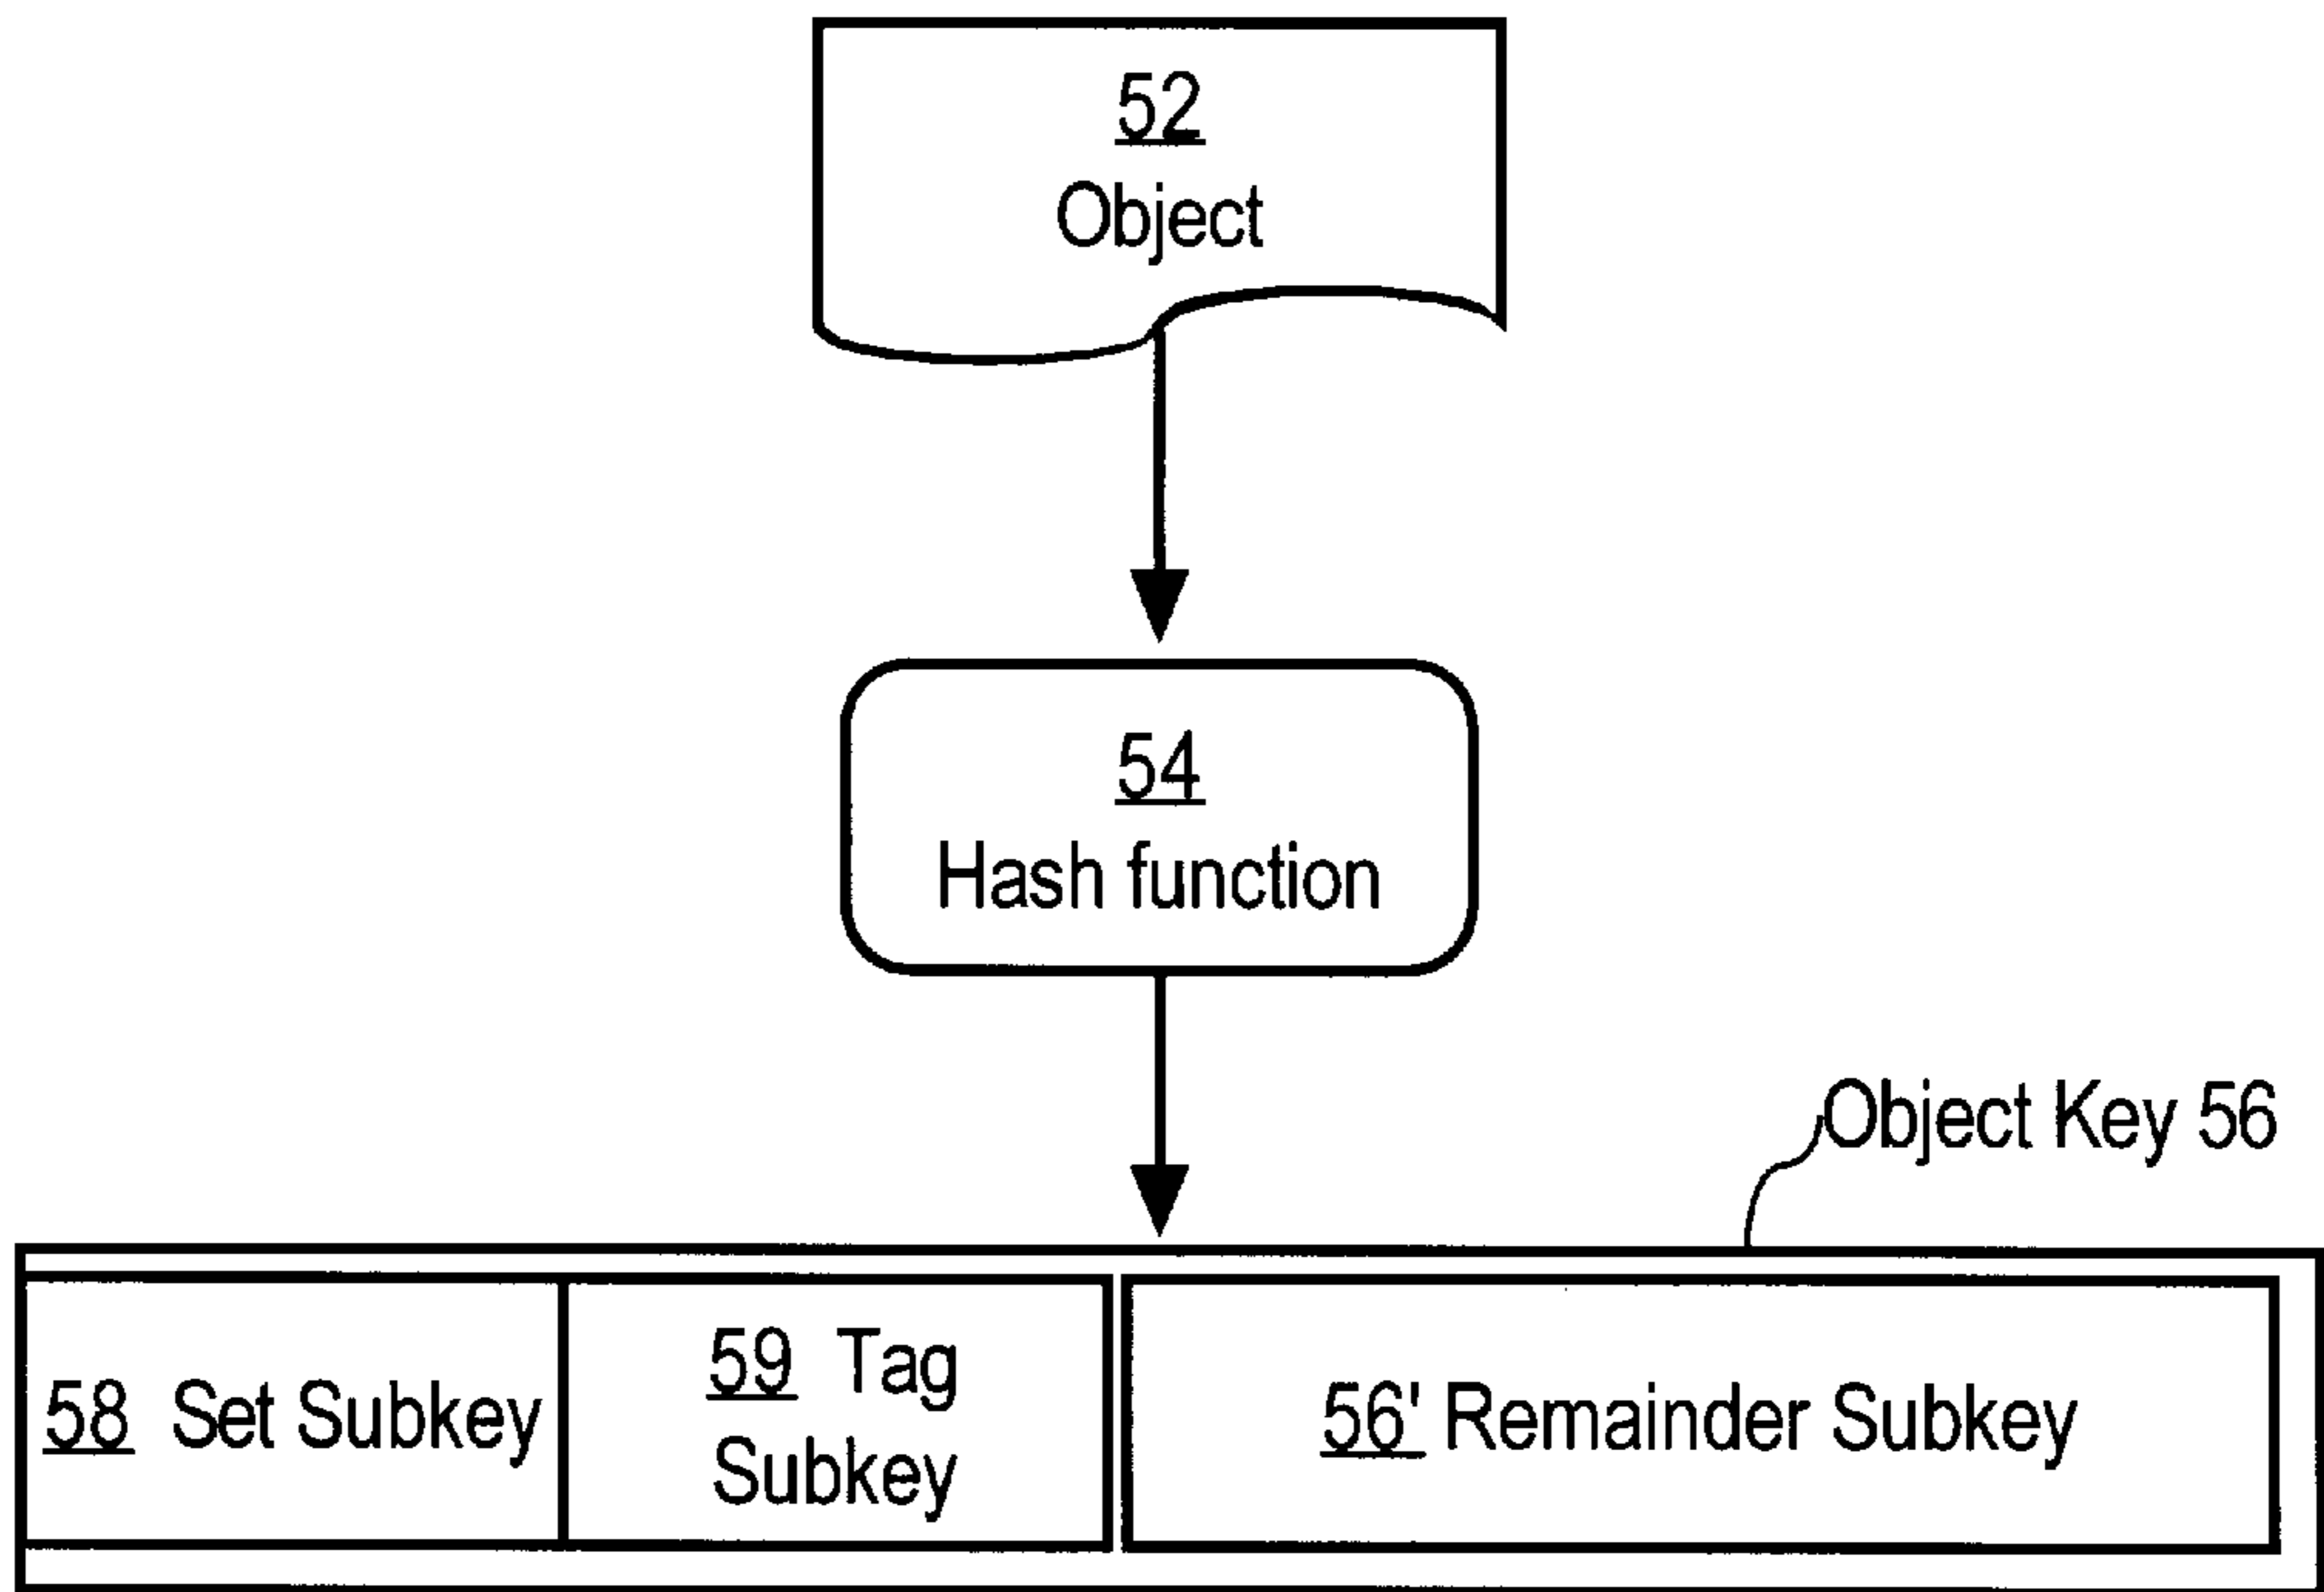 52
Object
54
Hash function
Object Key 56
58 Set Subkey
59 Tag
Subkey
56' Remainder Subkey